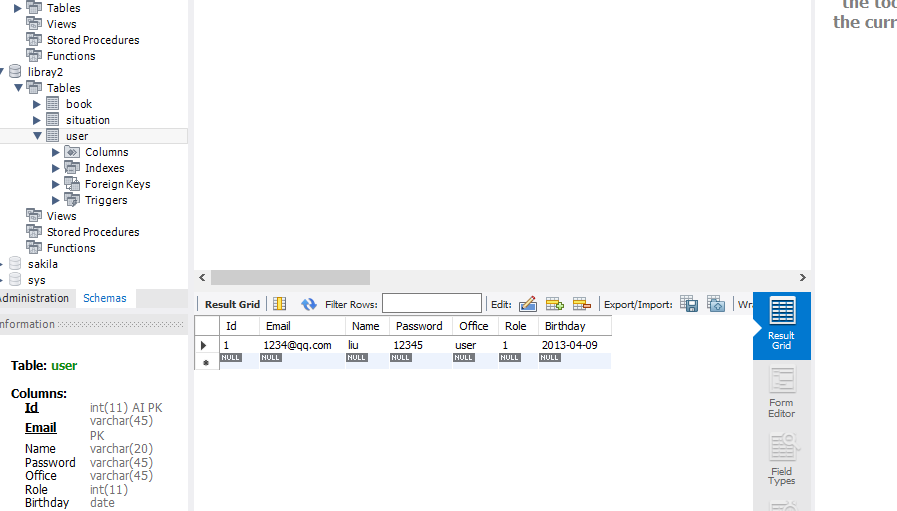 Tables
Views
Stored Procedures
Functions
libray2
Tables
book
situation
user
Columns
Indexes
Foreign Keys
Triggers
Views
Stored Procedures
Functions
sakila
sys
Administration Schemas
Information
Table: user
Columns:
Id int(11) AI PK
Email varchar(45) PK
Name varchar(20)
Password varchar(45)
Office varchar(45)
Role int(11)
Birthday date
Result Grid Filter Rows: Edit: Export/Import: Wra
Id Email Name Password Office Role Birthday
1 1234@qq.com liu 12345 user 1 2013-04-09
NULL NULL NULL NULL NULL NULL NULL
Result
Grid
Form
Editor
Field
Types
the too
the curr